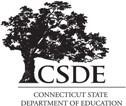 CSDE
CONNECTICUT STATE
DEPARTMENT OF EDUCATION